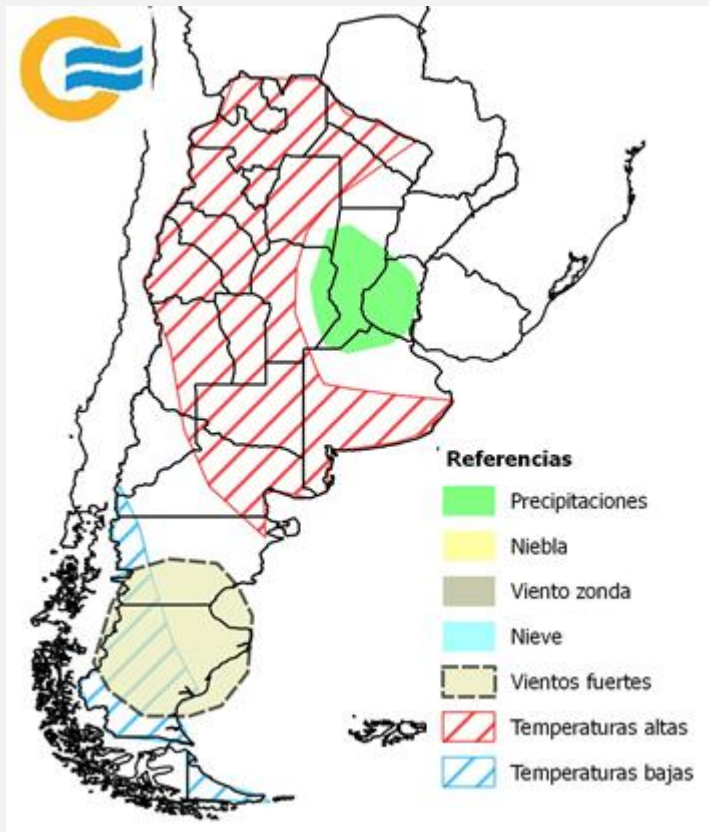 Referencias
Precipitaciones
Niebla
Viento zonda
Nieve
Vientos fuertes
Temperaturas altas
Temperaturas bajas